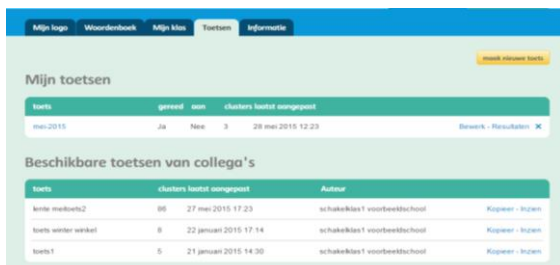 Mijn logo Woordenboek Mijn klas Toetsen Informatie
maak nieuwe toets
Mijn toetsen
toets gereed aan clusters laatst aangepast
mei-2015 Ja Nee 3 28 mei 2015 12:23 Bewerk - Resultaten ×
Beschikbare toetsen van collega's
toets clusters laatst aangepast Auteur
lente meitoets2 86 27 mei 2015 17:23 schakelklas1 voorbeeldschool Kopieer - Inzien
toets winter winkel 8 22 januari 2015 17:14 schakelklas1 voorbeeldschool Kopieer - Inzien
toets1 5 21 januari 2015 14:30 schakelklas1 voorbeeldschool Kopieer - Inzien